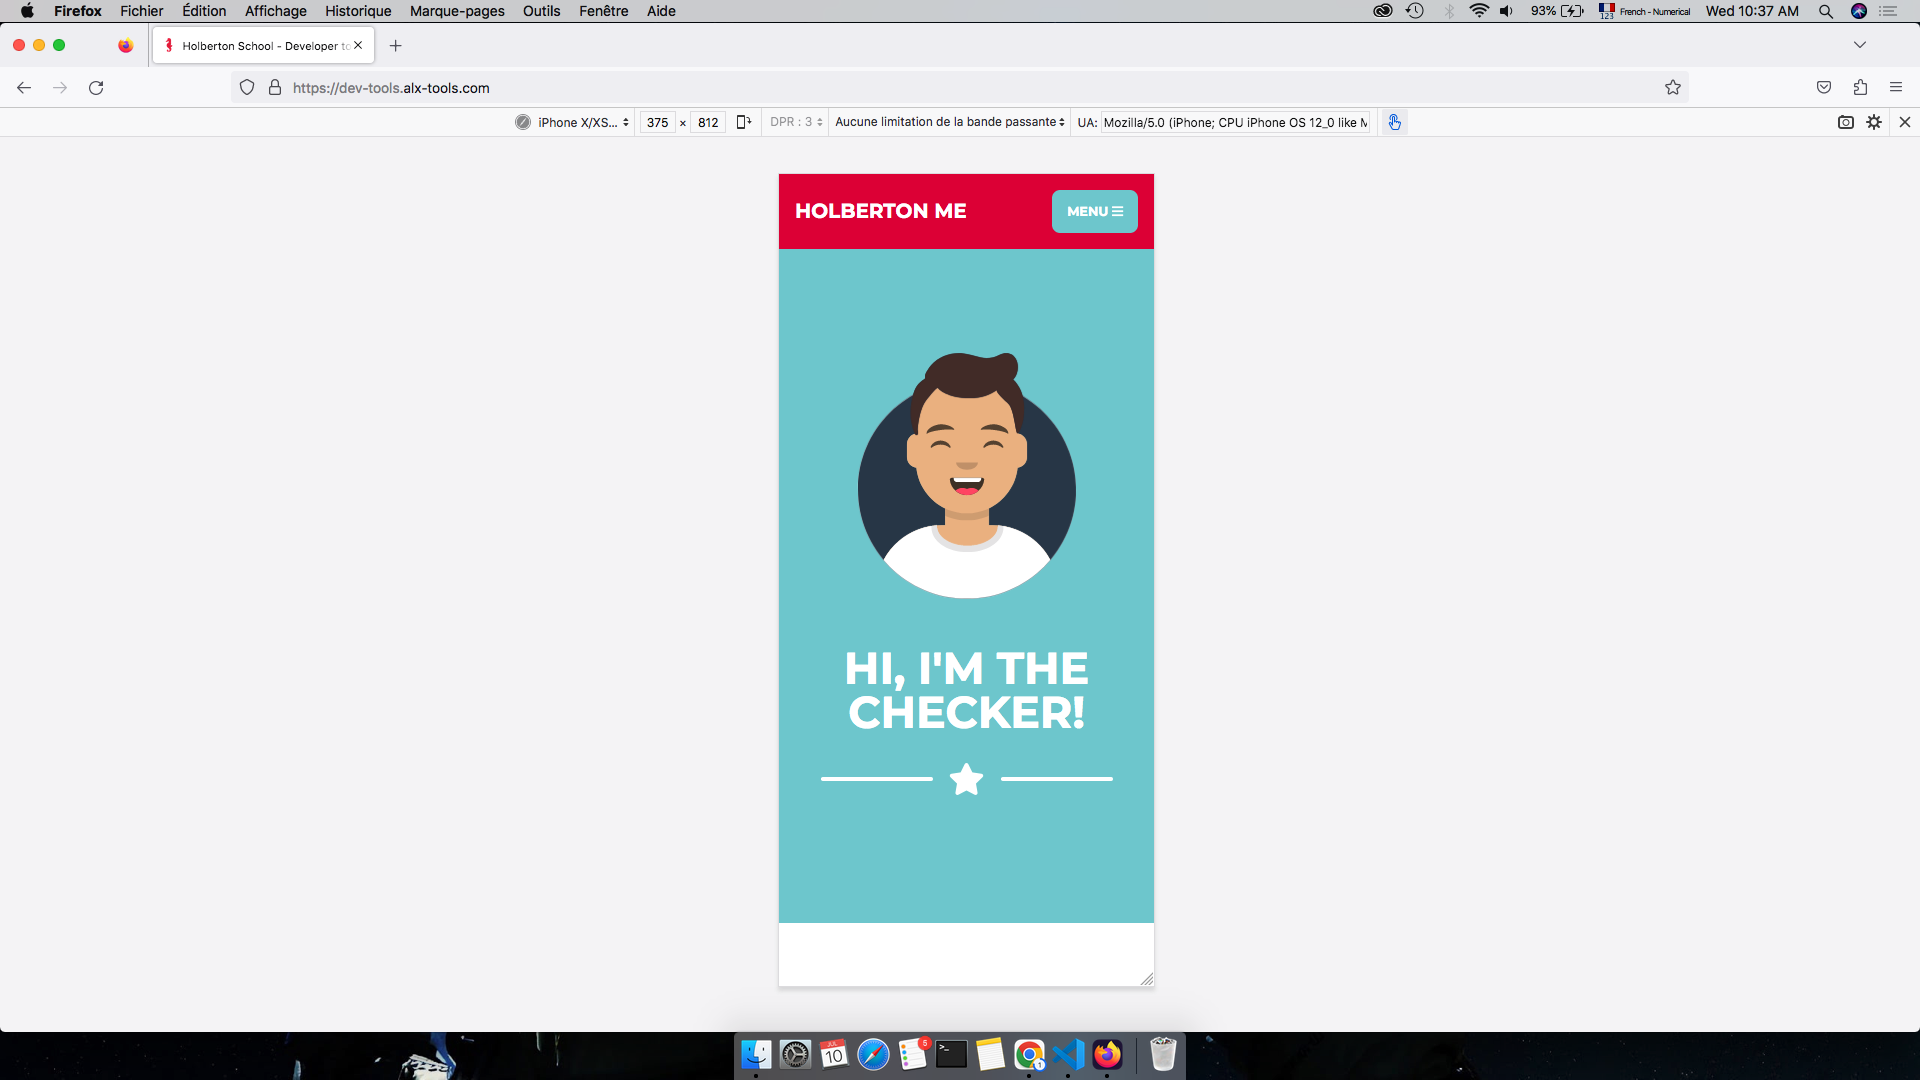 Firefox Fichier Édition Affichage Historique Marque-pages Outils Fenêtre Aide 93% 123 French - Numerical Wed 10:37 AM
Holberton School - Developer to
https://dev-tools.alx-tools.com
iPhone X/XS... 375 × 812 DPR : 3 Aucune limitation de la bande passante UA: Mozilla/5.0 (iPhone; CPU iPhone OS 12_0 like M
HOLBERTON ME
MENU
HI, I'M THE
CHECKER!
JUL
10
5
1